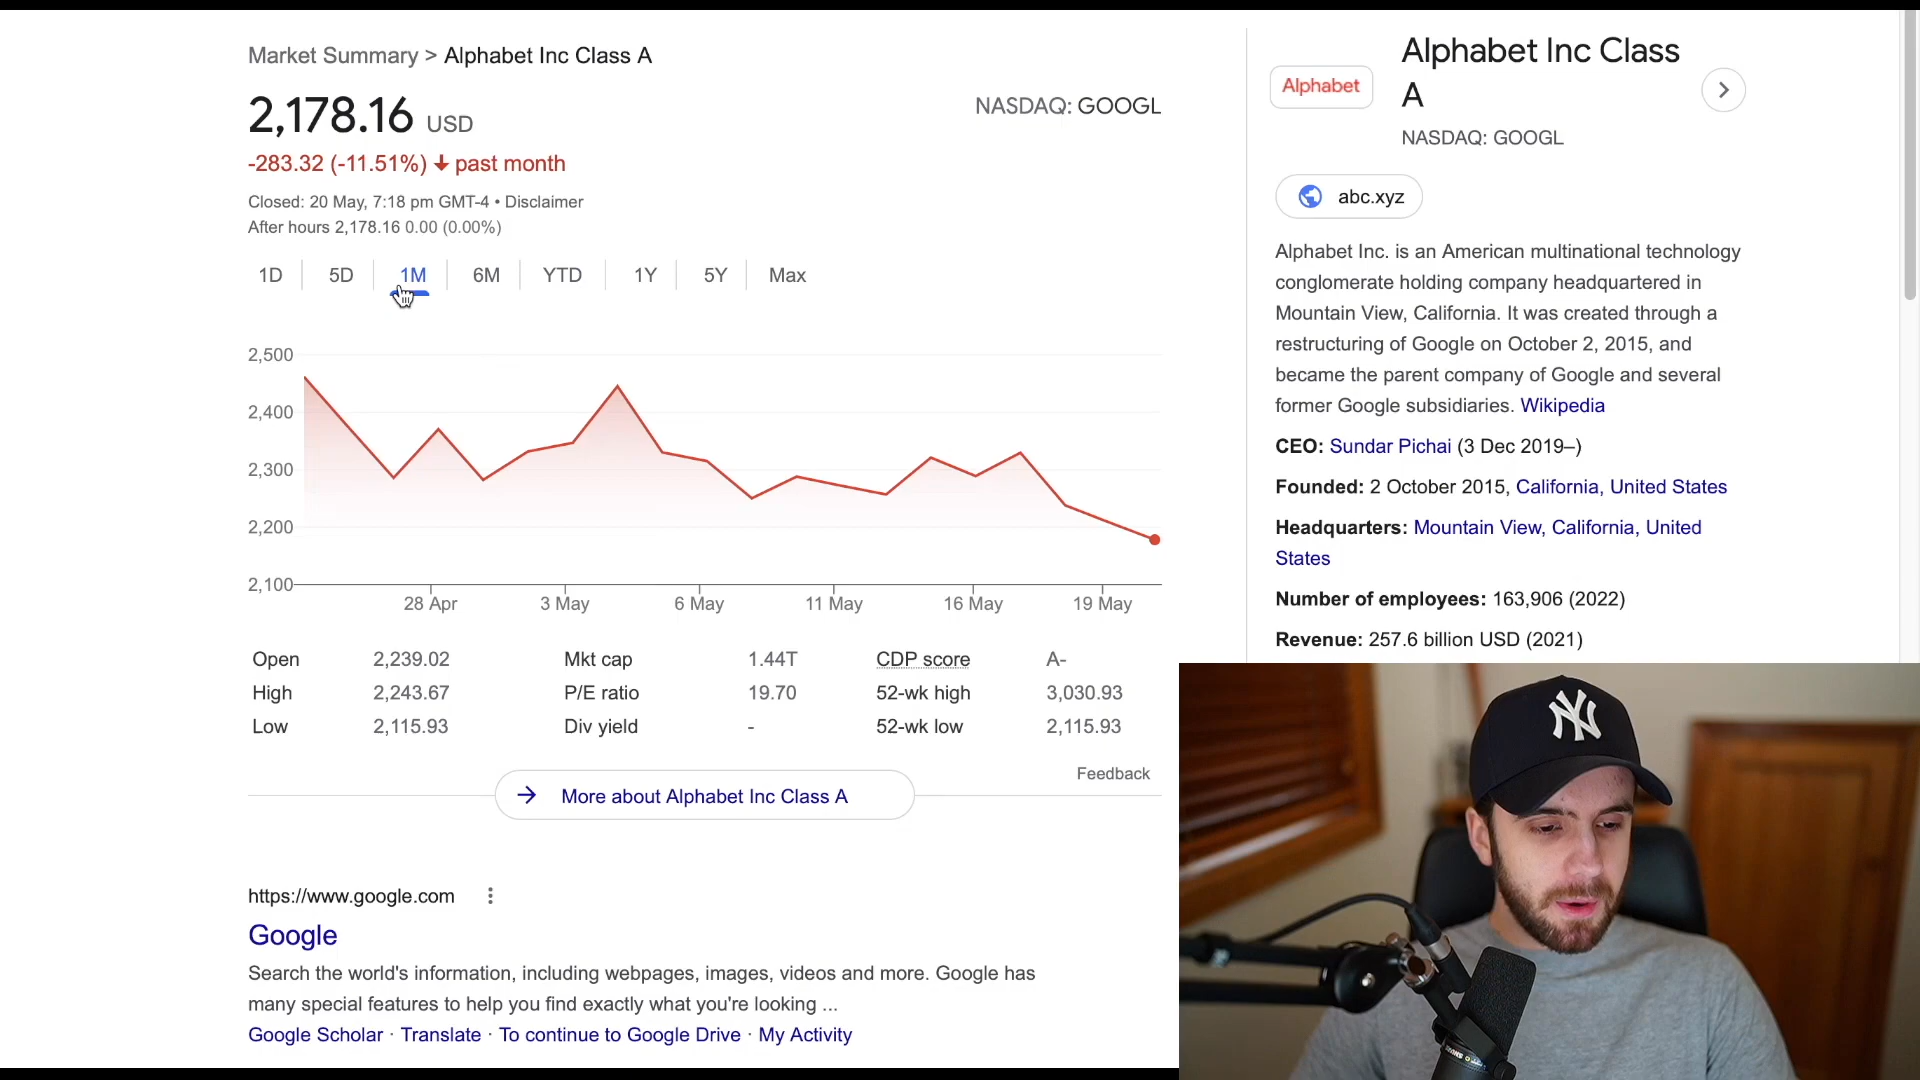 Market Summary > Alphabet Inc Class A
2,178.16 USD
NASDAQ: GOOGL
-283.32 (-11.51%) ↓ past month
Closed: 20 May, 7:18 pm GMT-4 • Disclaimer
After hours 2,178.16 0.00 (0.00%)
1D 5D 1M 6M YTD 1Y 5Y Max
2,500
2,400
2,300
2,200
2,100
28 Apr 3 May 6 May 11 May 16 May 19 May
Open 2,239.02 Mkt cap 1.44T CDP score A-
High 2,243.67 P/E ratio 19.70 52-wk high 3,030.93
Low 2,115.93 Div yield - 52-wk low 2,115.93
Feedback
More about Alphabet Inc Class A
https://www.google.com
Google
Search the world's information, including webpages, images, videos and more. Google has
many special features to help you find exactly what you're looking ...
Google Scholar · Translate · To continue to Google Drive · My Activity
Alphabet
Alphabet Inc Class
A
NASDAQ: GOOGL
abc.xyz
Alphabet Inc. is an American multinational technology
conglomerate holding company headquartered in
Mountain View, California. It was created through a
restructuring of Google on October 2, 2015, and
became the parent company of Google and several
former Google subsidiaries. Wikipedia
CEO: Sundar Pichai (3 Dec 2019–)
Founded: 2 October 2015, California, United States
Headquarters: Mountain View, California, United
States
Number of employees: 163,906 (2022)
Revenue: 257.6 billion USD (2021)
NY